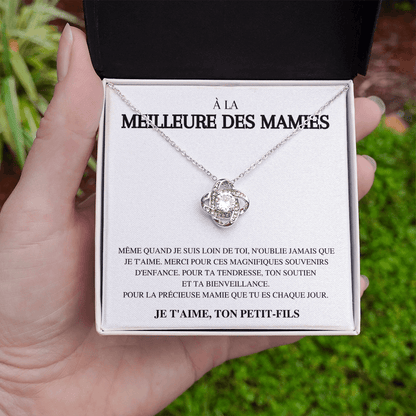 À LA
MEILLEURE DES MAMIES
MÊME QUAND JE SUIS LOIN DE TOI, N'OUBLIE JAMAIS QUE
JE T'AIME. MERCI POUR CES MAGNIFIQUES SOUVENIRS
D'ENFANCE. POUR TA TENDRESSE, TON SOUTIEN
ET TA BIENVEILLANCE.
POUR LA PRÉCIEUSE MAMIE QUE TU ES CHAQUE JOUR.
JE T'AIME, TON PETIT-FILS